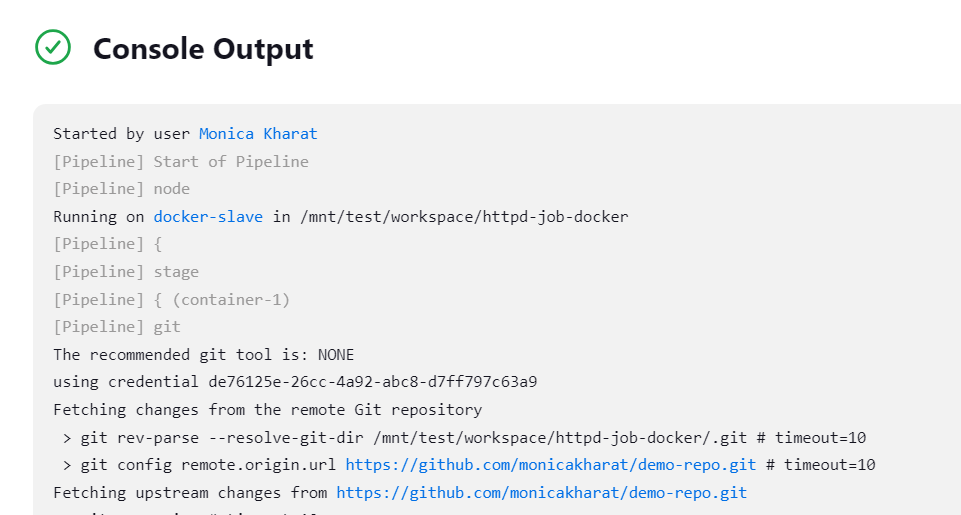 Console Output
Started by user Monica Kharat
[Pipeline] Start of Pipeline
[Pipeline] node
Running on docker-slave in /mnt/test/workspace/httpd-job-docker
[Pipeline] {
[Pipeline] stage
[Pipeline] { (container-1)
[Pipeline] git
The recommended git tool is: NONE
using credential de76125e-26cc-4a92-abc8-d7ff797c63a9
Fetching changes from the remote Git repository
> git rev-parse --resolve-git-dir /mnt/test/workspace/httpd-job-docker/.git # timeout=10
> git config remote.origin.url https://github.com/monicakharat/demo-repo.git # timeout=10
Fetching upstream changes from https://github.com/monicakharat/demo-repo.git